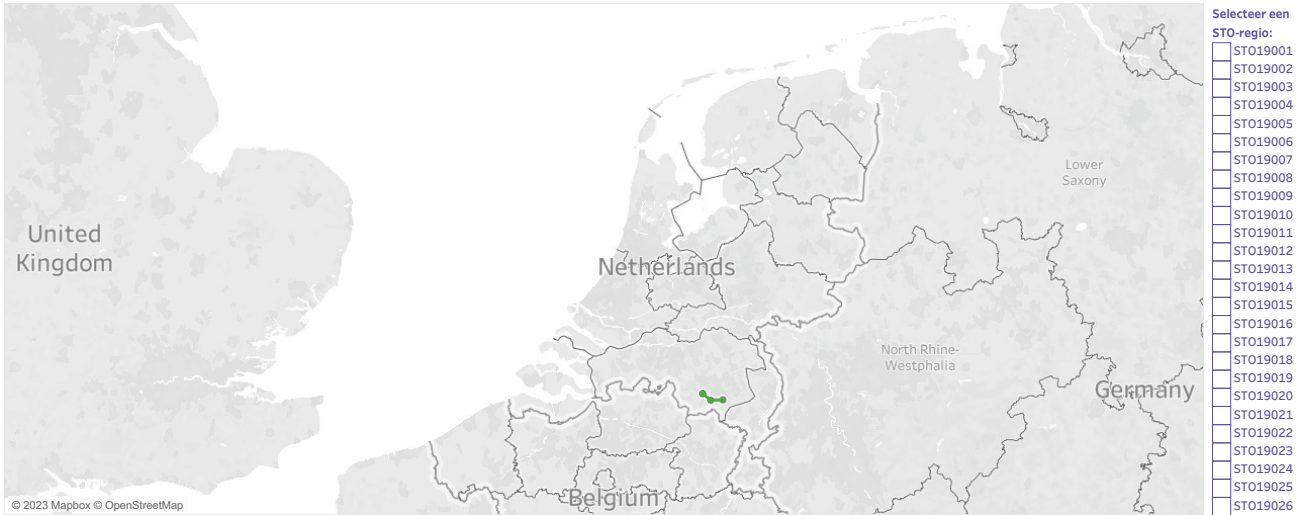 United
Kingdom
Netherlands
Lower
Saxony
North Rhine-
Westphalia
Germany
Belgium
© 2023 Mapbox © OpenStreetMap
Selecteer een
STO-regio:
STO19001
STO19002
STO19003
STO19004
STO19005
STO19006
STO19007
STO19008
STO19009
STO19010
STO19011
STO19012
STO19013
STO19014
STO19015
STO19016
STO19017
STO19018
STO19019
STO19020
STO19021
STO19022
STO19023
STO19024
STO19025
STO19026